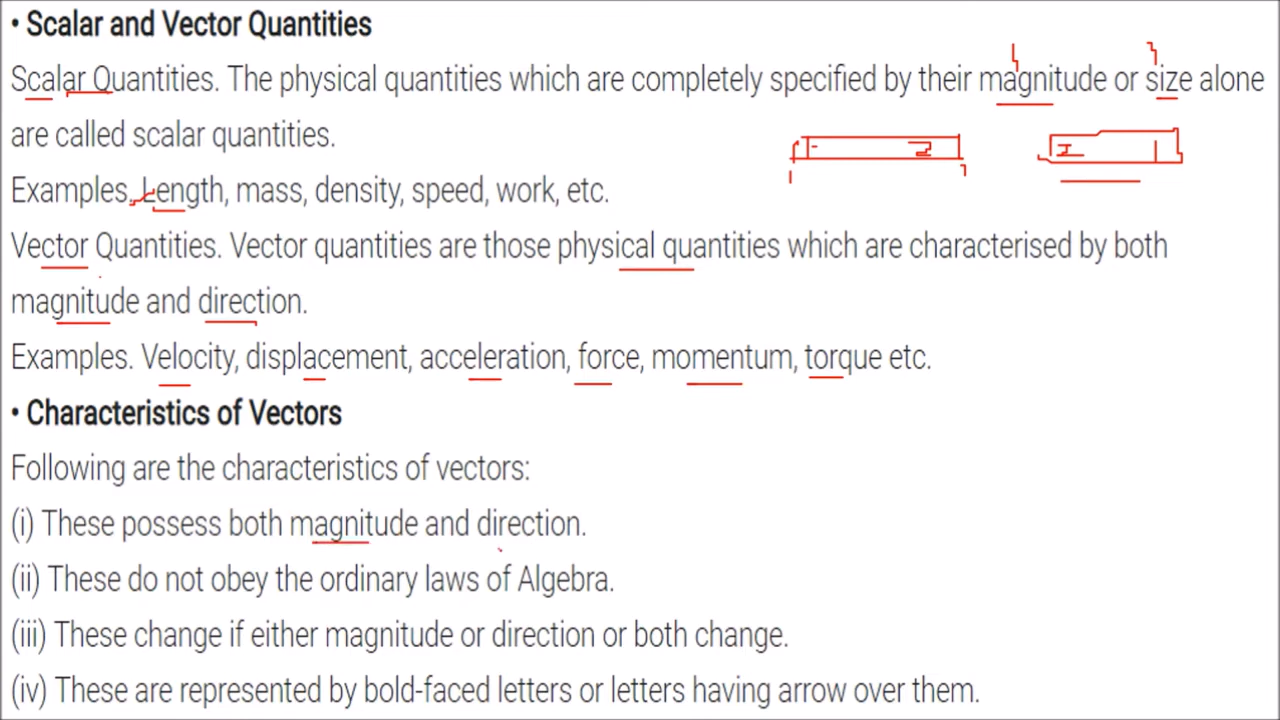 • Scalar and Vector Quantities
Scalar Quantities. The physical quantities which are completely specified by their magnitude or size alone
are called scalar quantities.
Examples. Length, mass, density, speed, work, etc.
Vector Quantities. Vector quantities are those physical quantities which are characterised by both
magnitude and direction.
Examples. Velocity, displacement, acceleration, force, momentum, torque etc.
• Characteristics of Vectors
Following are the characteristics of vectors:
(i) These possess both magnitude and direction.
(ii) These do not obey the ordinary laws of Algebra.
(iii) These change if either magnitude or direction or both change.
(iv) These are represented by bold-faced letters or letters having arrow over them.